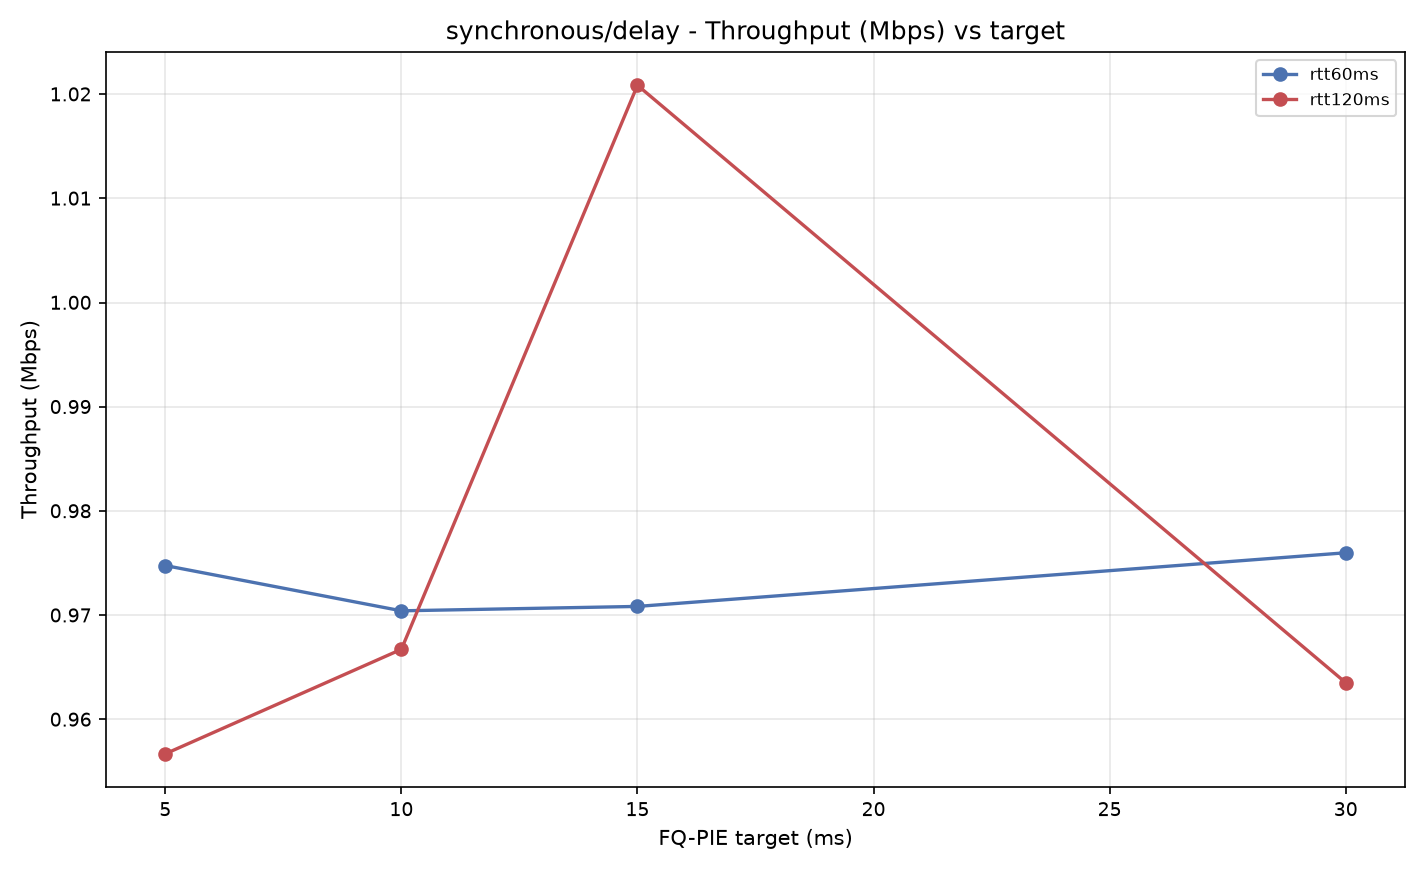 synchronous/delay - Throughput (Mbps) vs target
rtt60ms
rtt120ms
Throughput (Mbps)
1.02
1.01
1.00
0.99
0.98
0.97
0.96
5 10 15 20 25 30
FQ-PIE target (ms)